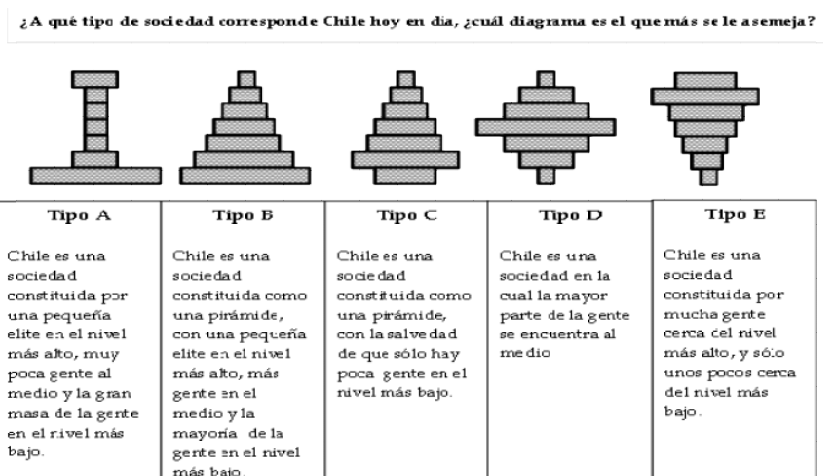 ¿A qué tipo de sociedad corresponde Chile hoy en día, ¿cuál diagrama es el que más se le asemeja?
Tipo A
Chile es una
sociedad
constituida por
una pequeña
elite en el nivel
más alto, muy
poca gente al
medio y la gran
masa de la gente
en el nivel más
bajo.
Tipo B
Chile es una
sociedad
constituida como
una pirámide,
con una pequeña
elite en el nivel
más alto, más
gente en el
medio y la
mayoría de la
gente en el nivel
más bajo.
Tipo C
Chile es una
sociedad
constituida como
una pirámide,
con la salvedad
de que sólo hay
poca gente en el
nivel más bajo.
Tipo D
Chile es una
sociedad en la
cual la mayor
parte de la gente
se encuentra al
medio
Tipo E
Chile es una
sociedad
constituida por
mucha gente
cerca del nivel
más alto, y sólo
unos pocos cerca
del nivel más
bajo.